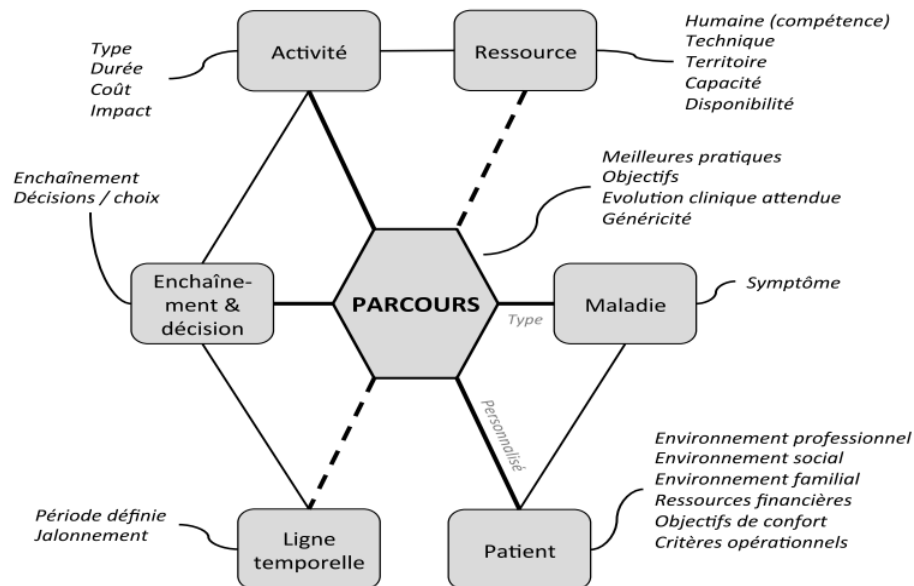 Type
Durée
Coût
Impact
Activité
Ressource
Humaine (compétence)
Technique
Territoire
Capacité
Disponibilité
Enchaînement
Décisions / choix
Meilleures pratiques
Objectifs
Evolution clinique attendue
Généricité
Enchaîne-
ment &
décision
PARCOURS
Type
Maladie
Symptôme
Personnalisé
Période définie
Jalonnement
Ligne
temporelle
Patient
Environnement professionnel
Environnement social
Environnement familial
Ressources financières
Objectifs de confort
Critères opérationnels